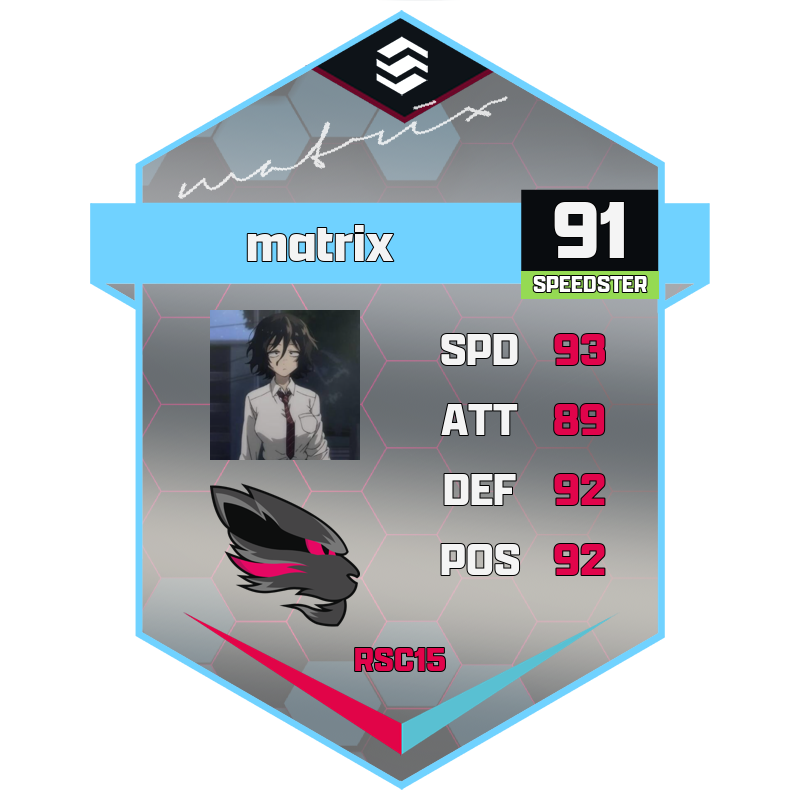 matrix
matrix
91
SPEEDSTER
SPD 93
ATT 89
DEF 92
POS 92
RSC15